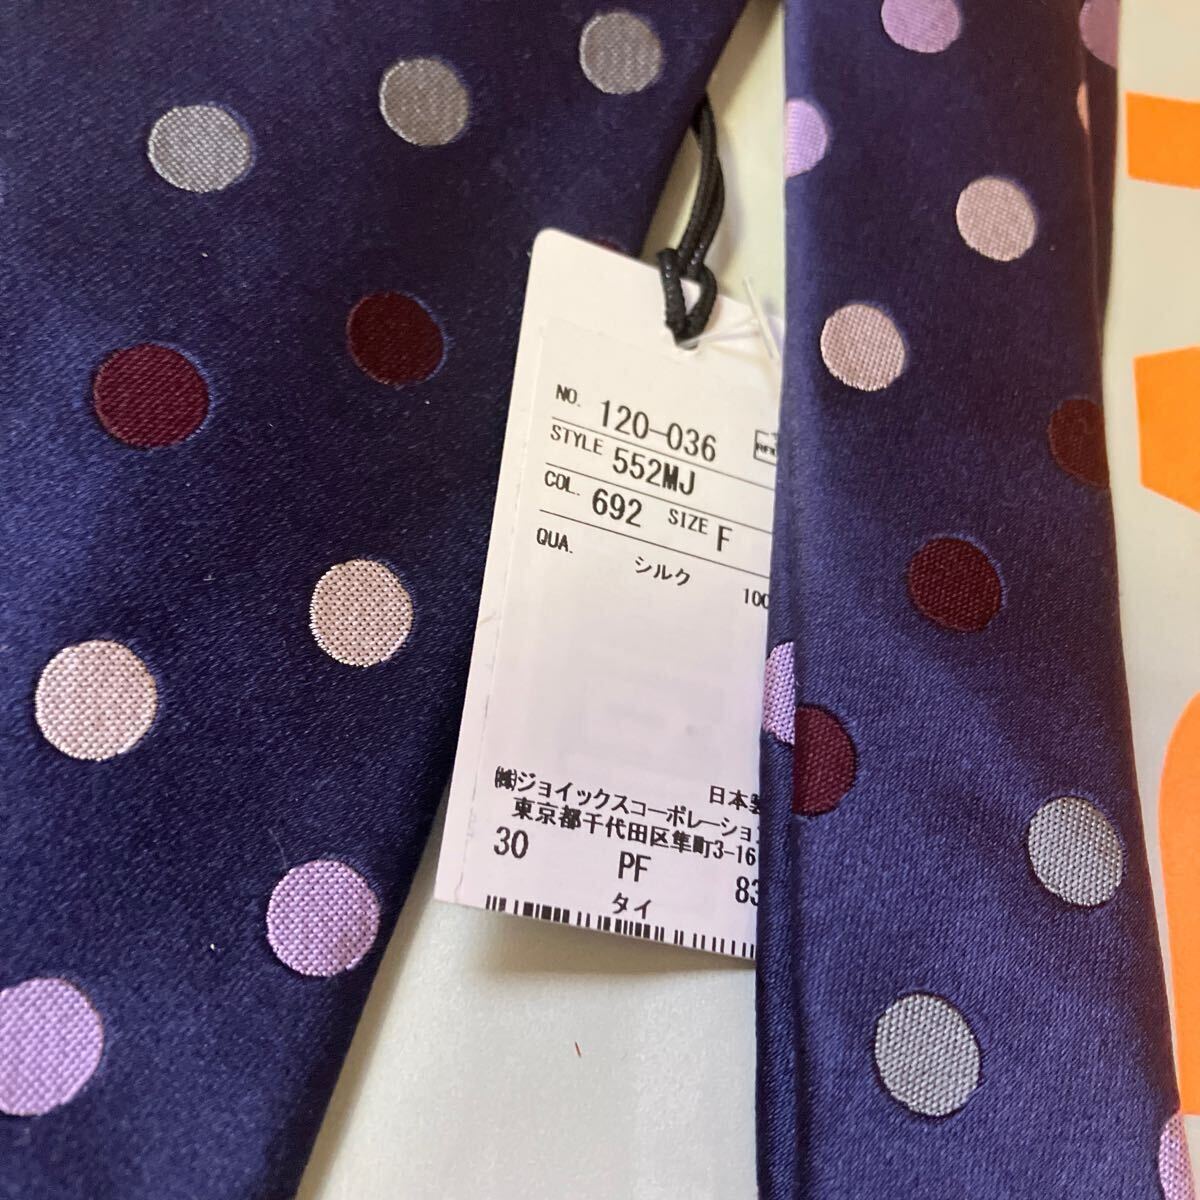 NO. 120-036
STYLE 552MJ
COL. 692 SIZE F
QUA. シルク 100
日本製
㈱ジョイックスコーポレーション
東京都千代田区隼町3-16
30 PF 83
タイ